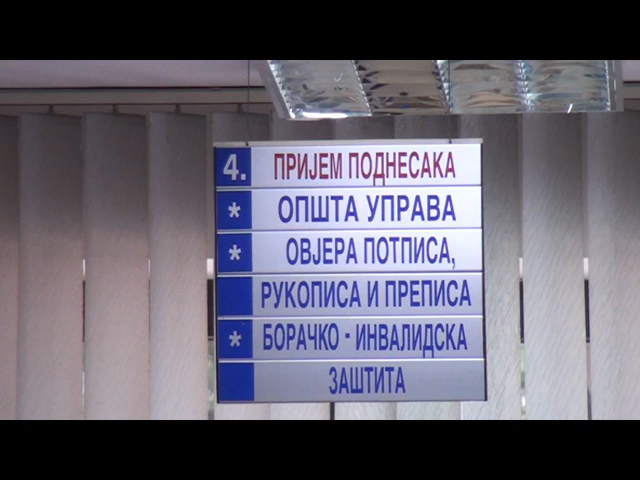 4. ПРИЈЕМ ПОДНЕСАКА
* ОПШТА УПРАВА
* ОВЈЕРА ПОТПИСА,
РУКОПИСА И ПРЕПИСА
* БОРАЧКО - ИНВАЛИДСКА
ЗАШТИТА